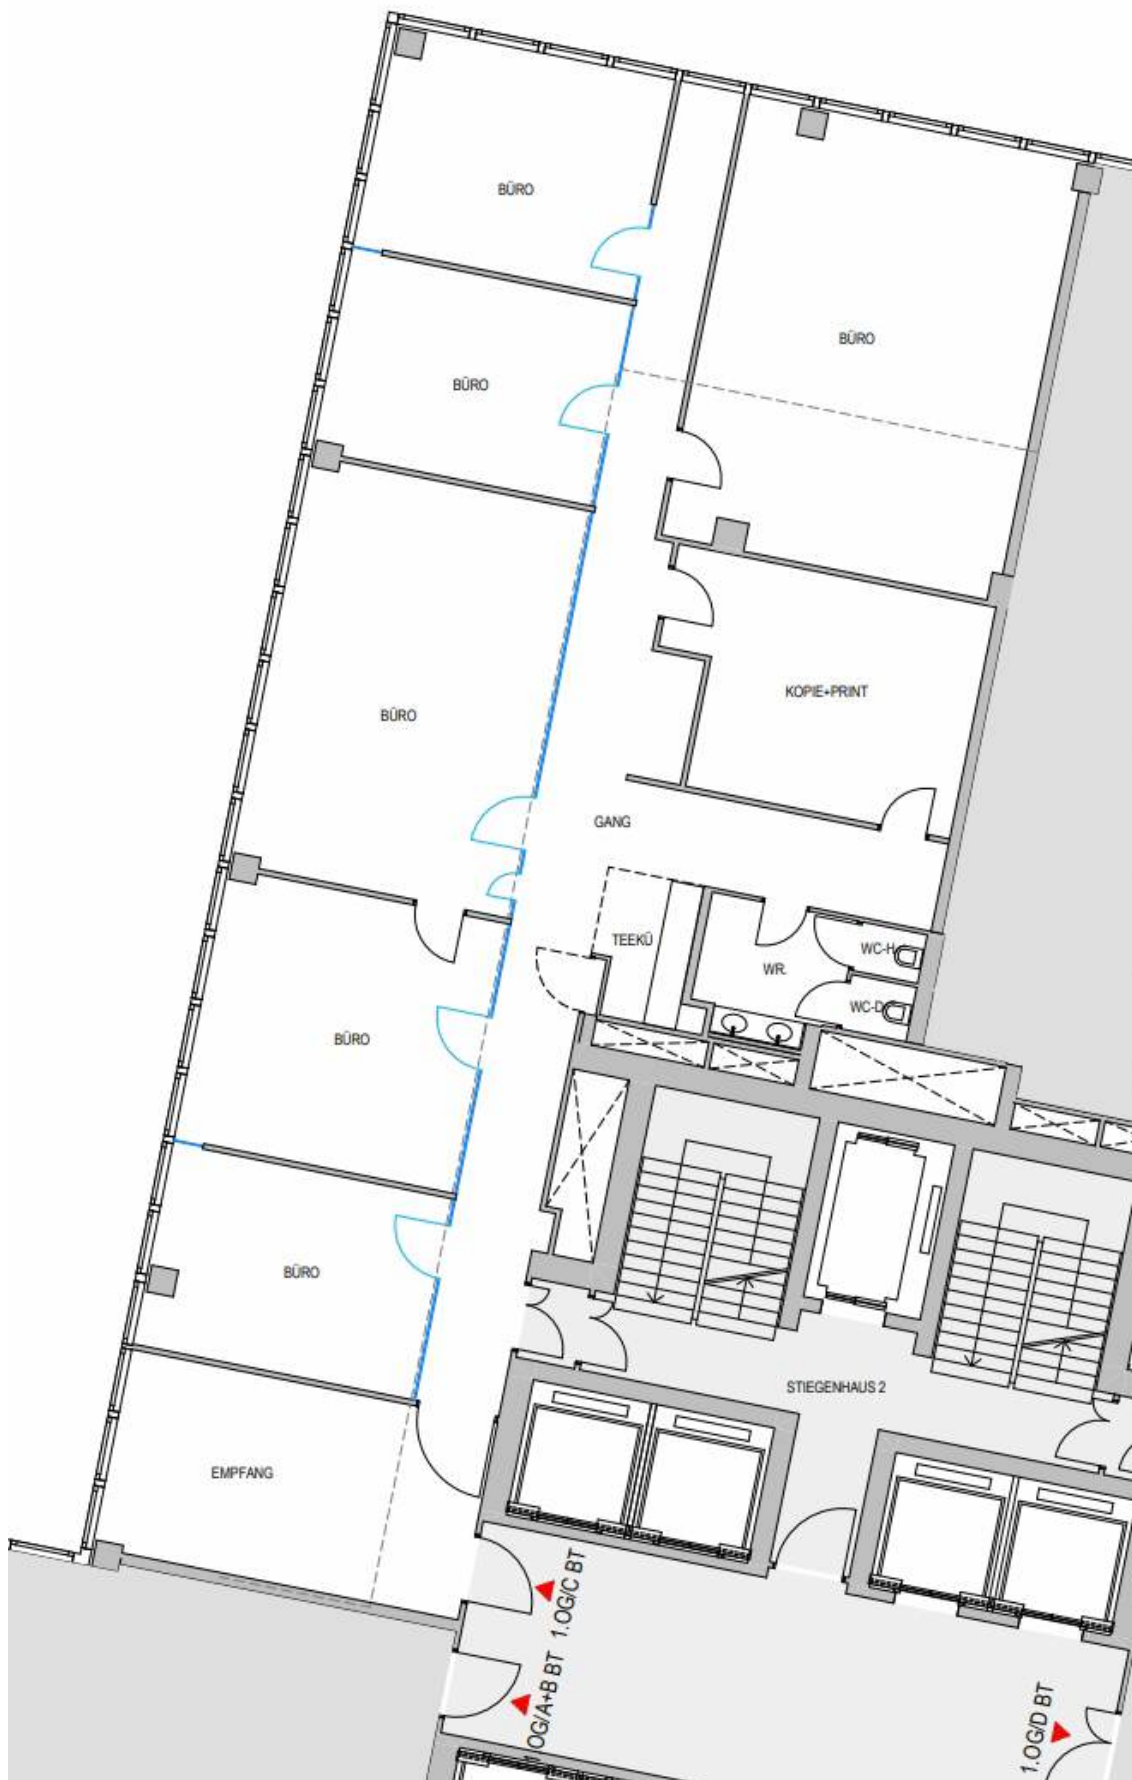 BÜRO
BÜRO
BÜRO
BÜRO
KOPIE+PRINT
GANG
TEEKÜ
WR.
WC-H
WC-D
BÜRO
BÜRO
STIEGENHAUS 2
EMPFANG
1.OG/C BT
OG/A+B BT
1.OG/D BT